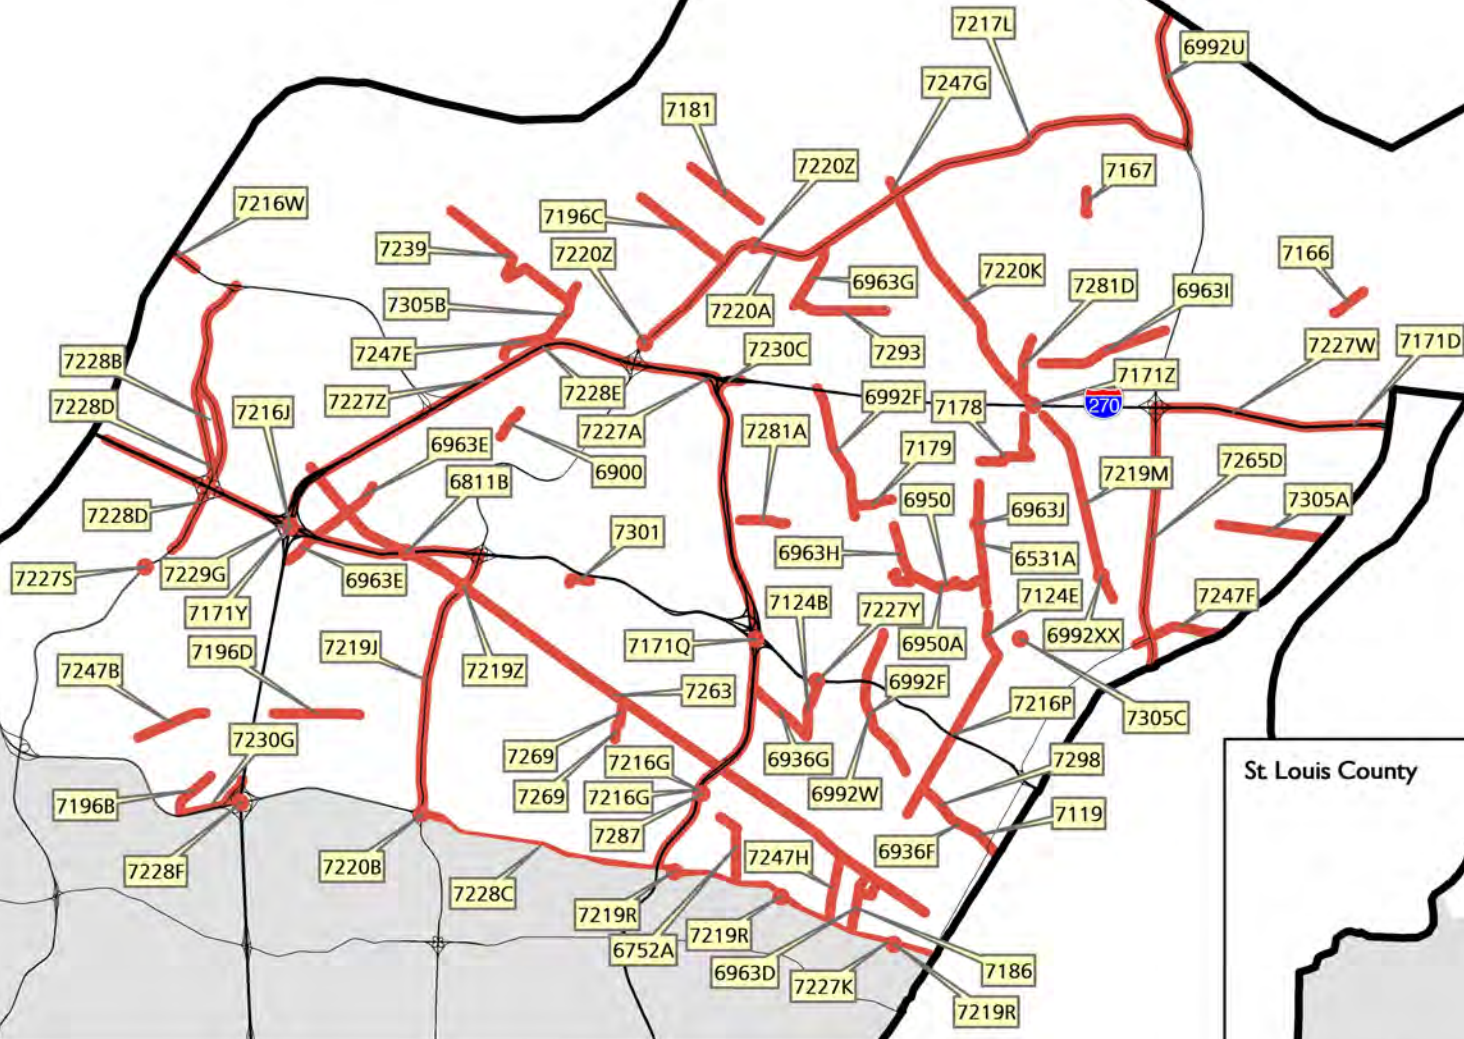 7217L
6992U
7247G
7181
7220Z
7167
7216W
7196C
7239
7220Z
7166
7220K
6963G
7281D
6963I
7305B
7220A
7293
7247E
7230C
7227W
7171D
7228B
7228E
7171Z
7227Z
6992F
7178
270
7228D
7216J
7227A
7281A
6963E
7179
7265D
6900
6811B
7219M
7305A
7228D
6950
6963J
7301
6963H
6531A
7227S
7229G
6963E
7124B
7227Y
7124E
7247F
7171Y
6950A
6992XX
7196D
7219J
7171Q
7247B
7219Z
7263
6992F
7216P
7305C
7230G
7269
7216G
6936G
7298
St. Louis County
7269
7216G
6992W
7196B
7287
7119
7228F
7220B
7247H
6936F
7228C
7219R
7219R
6752A
6963D
7186
7227K
7219R